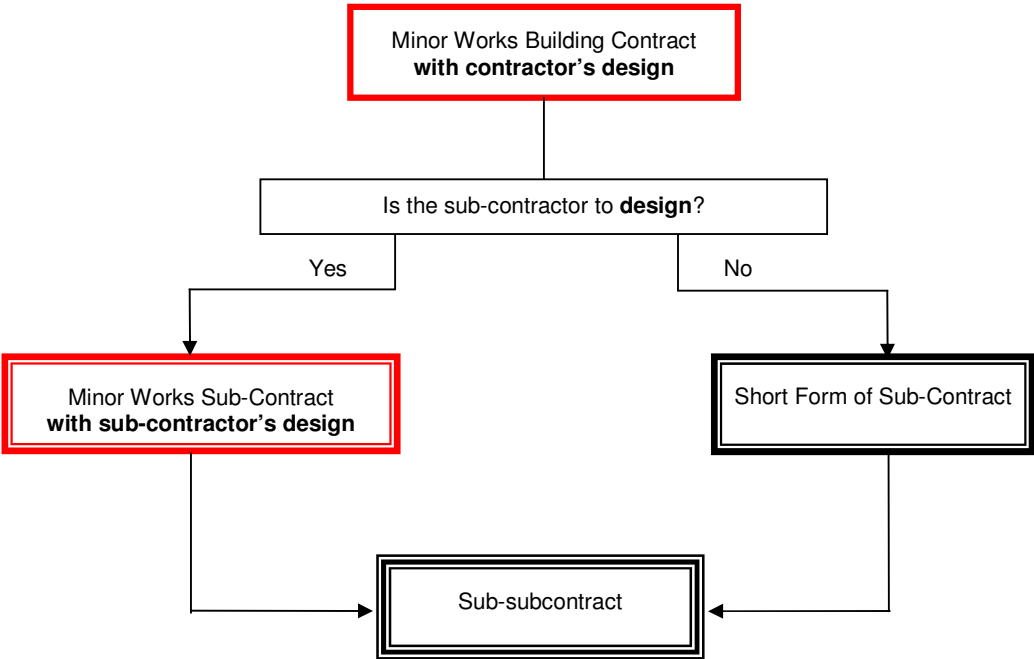 Minor Works Building Contract
with contractor’s design
Is the sub-contractor to design?
Yes
No
Minor Works Sub-Contract
with sub-contractor’s design
Short Form of Sub-Contract
Sub-subcontract